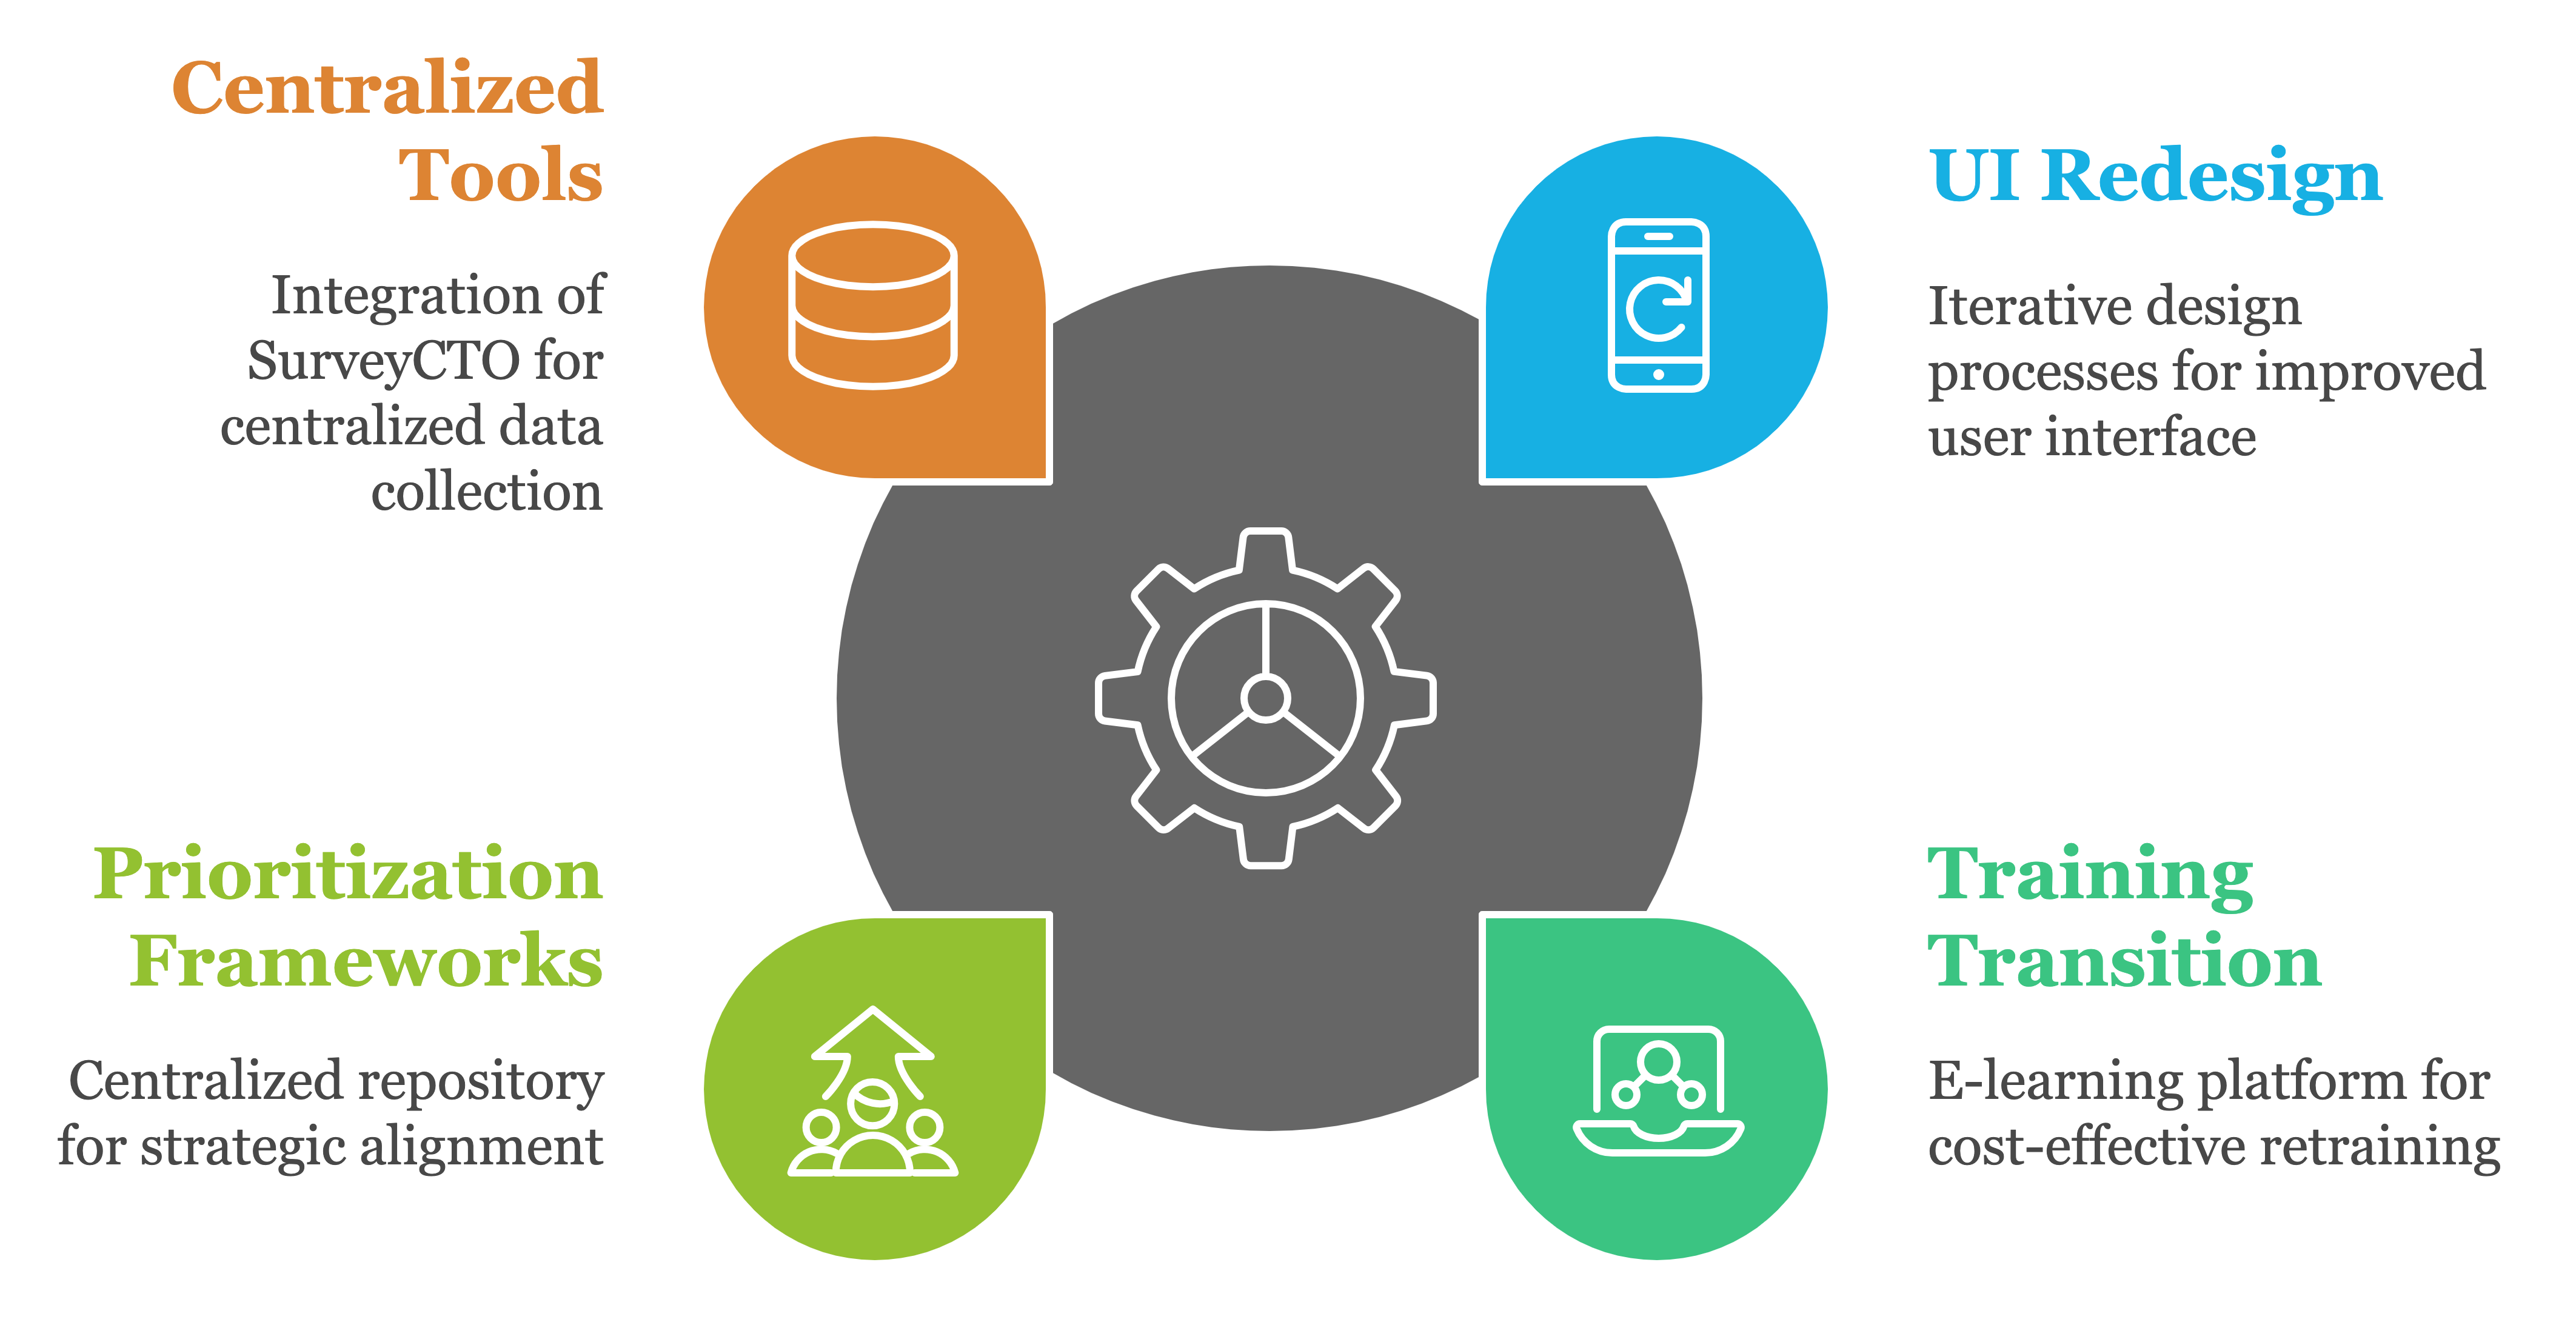 Centralized
Tools
Integration of
SurveyCTO for
centralized data
collection
UI Redesign
Iterative design
processes for improved
user interface
Prioritization
Frameworks
Centralized repository
for strategic alignment
Training
Transition
E-learning platform for
cost-effective retraining